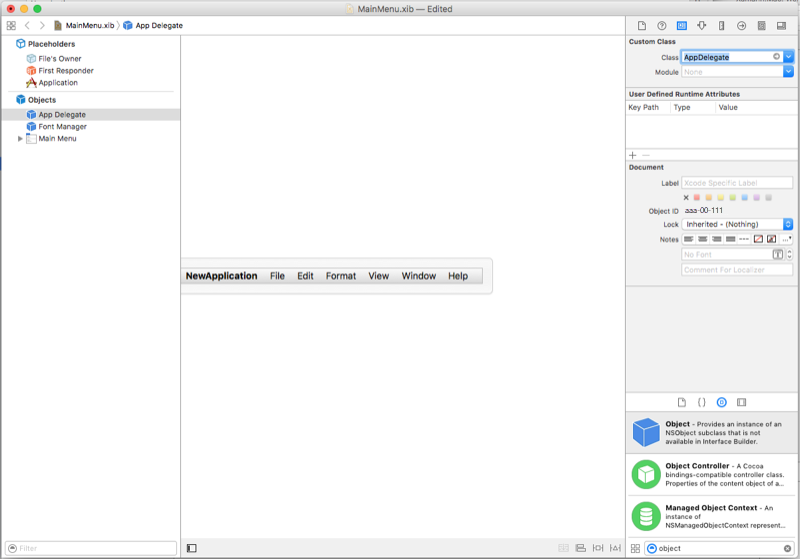 MainMenu.xib — Edited
MainMenu.xib
App Delegate
Placeholders
File's Owner
First Responder
Application
Objects
App Delegate
Font Manager
Main Menu
Filter
NewApplication File Edit Format View Window Help
Custom Class
Class AppDelegate
Module None
User Defined Runtime Attributes
Key Path Type Value
Document
Label Xcode Specific Label
Object ID aaa-00-111
Lock Inherited - (Nothing)
Notes
No Font
Comment For Localizer
Object - Provides an instance of an
NSObject subclass that is not
available in Interface Builder.
Object Controller - A Cocoa
bindings-compatible controller class.
Properties of the content object of a...
Managed Object Context - An
instance of
NSManagedObjectContext represent...
object